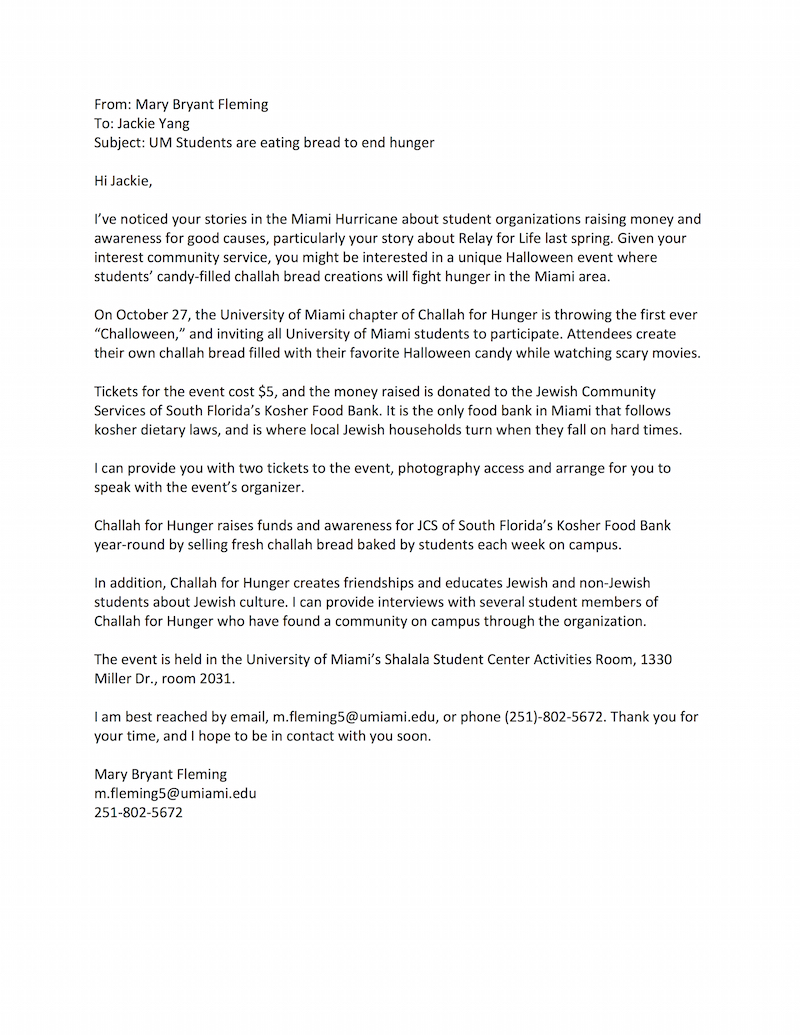 From: Mary Bryant Fleming
To: Jackie Yang
Subject: UM Students are eating bread to end hunger
Hi Jackie,
I’ve noticed your stories in the Miami Hurricane about student organizations raising money and
awareness for good causes, particularly your story about Relay for Life last spring. Given your
interest community service, you might be interested in a unique Halloween event where
students’ candy-filled challah bread creations will fight hunger in the Miami area.
On October 27, the University of Miami chapter of Challah for Hunger is throwing the first ever
“Challoween,” and inviting all University of Miami students to participate. Attendees create
their own challah bread filled with their favorite Halloween candy while watching scary movies.
Tickets for the event cost $5, and the money raised is donated to the Jewish Community
Services of South Florida’s Kosher Food Bank. It is the only food bank in Miami that follows
kosher dietary laws, and is where local Jewish households turn when they fall on hard times.
I can provide you with two tickets to the event, photography access and arrange for you to
speak with the event’s organizer.
Challah for Hunger raises funds and awareness for JCS of South Florida’s Kosher Food Bank
year-round by selling fresh challah bread baked by students each week on campus.
In addition, Challah for Hunger creates friendships and educates Jewish and non-Jewish
students about Jewish culture. I can provide interviews with several student members of
Challah for Hunger who have found a community on campus through the organization.
The event is held in the University of Miami’s Shalala Student Center Activities Room, 1330
Miller Dr., room 2031.
I am best reached by email, m.fleming5@umiami.edu, or phone (251)-802-5672. Thank you for
your time, and I hope to be in contact with you soon.
Mary Bryant Fleming
m.fleming5@umiami.edu
251-802-5672